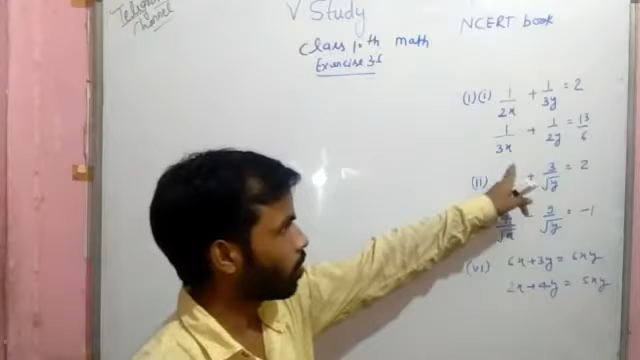 Telegram
Channel
V Study
NCERT book
Class 10th math
Exercise 3.6
(1)(i) 1/2x + 1/3y = 2
1/3x + 1/2y = 13/6
(ii) + 3/√y = 2
2/√y = -1
(vi) 6x+3y = 6xy
2x+4y = 5xy